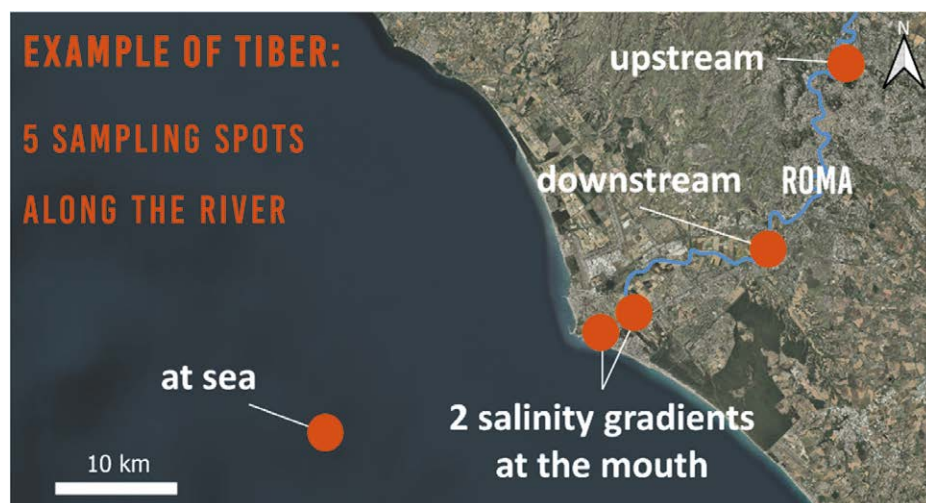 EXAMPLE OF TIBER:
5 SAMPLING SPOTS
ALONG THE RIVER
upstream
N
downstream
ROMA
at sea
2 salinity gradients
at the mouth
10 km